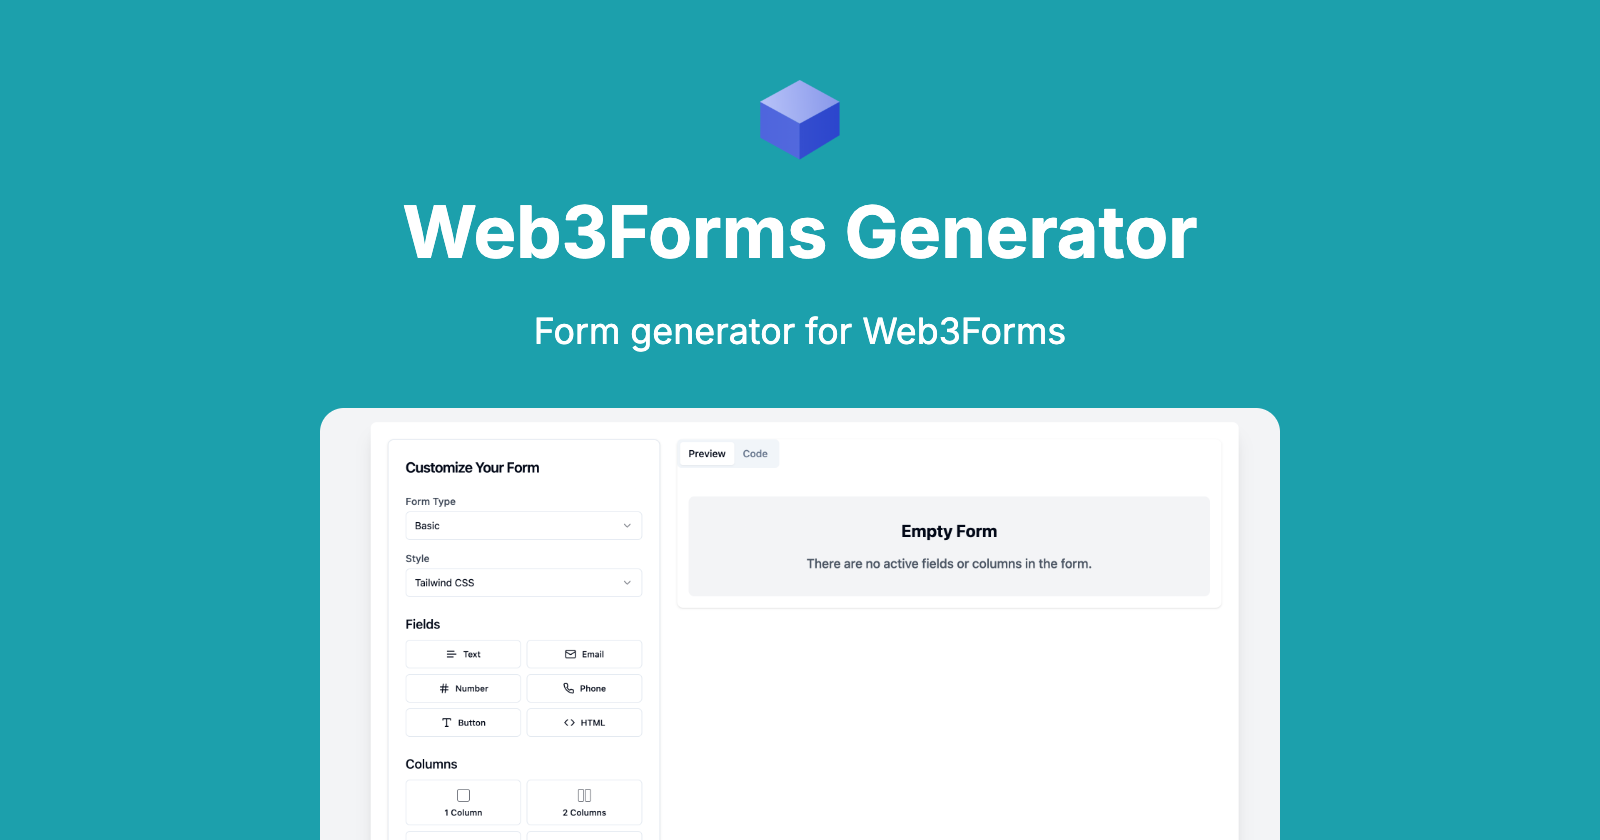 Web3Forms Generator
Form generator for Web3Forms
Customize Your Form
Form Type
Basic
Style
Tailwind CSS
Fields
Text
Email
Number
Phone
Button
HTML
Columns
1 Column
2 Columns
Preview
Code
Empty Form
There are no active fields or columns in the form.